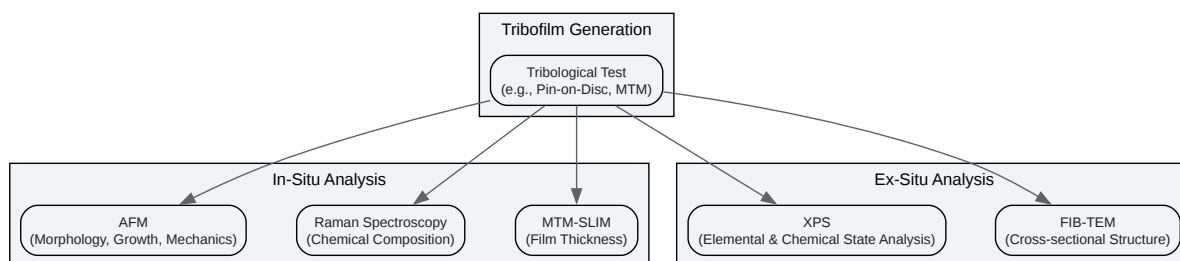 Tribofilm Generation
Tribological Test
(e.g., Pin-on-Disc, MTM)
In-Situ Analysis
Ex-Situ Analysis
AFM
(Morphology, Growth, Mechanics)
Raman Spectroscopy
(Chemical Composition)
MTM-SLIM
(Film Thickness)
XPS
(Elemental & Chemical State Analysis)
FIB-TEM
(Cross-sectional Structure)